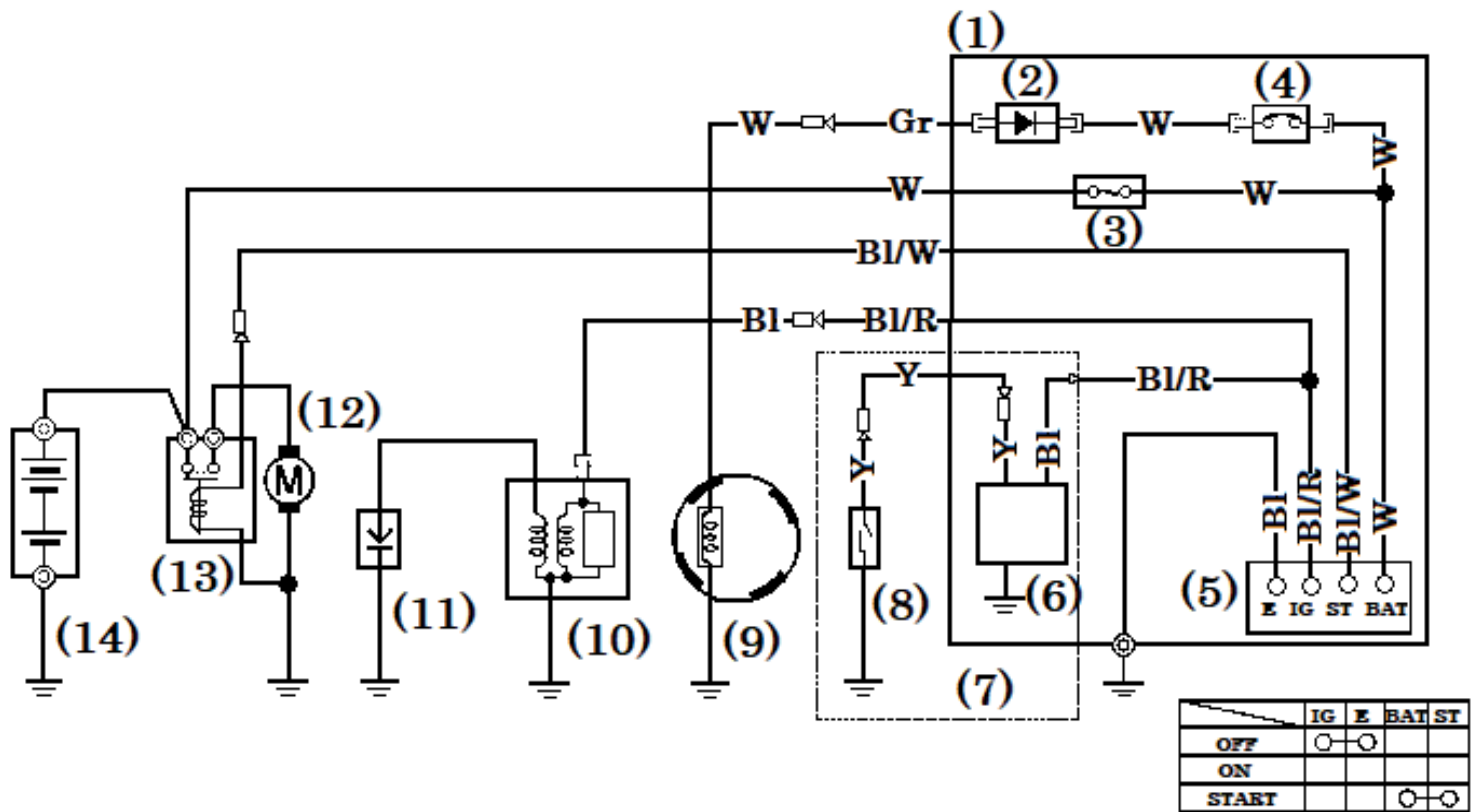 (1)
(2)
(4)
W
Gr
W
W
W
W
(3)
Bl/W
Bl
Bl/R
Y
Bl/R
(12)
M
Y
Y
Bl
Bl
Bl/R
Bl/W
W
(13)
(14)
(11)
(10)
(9)
(8)
(6)
(5)
E IG ST BAT
(7)
IG E BAT ST
OFF
ON
START